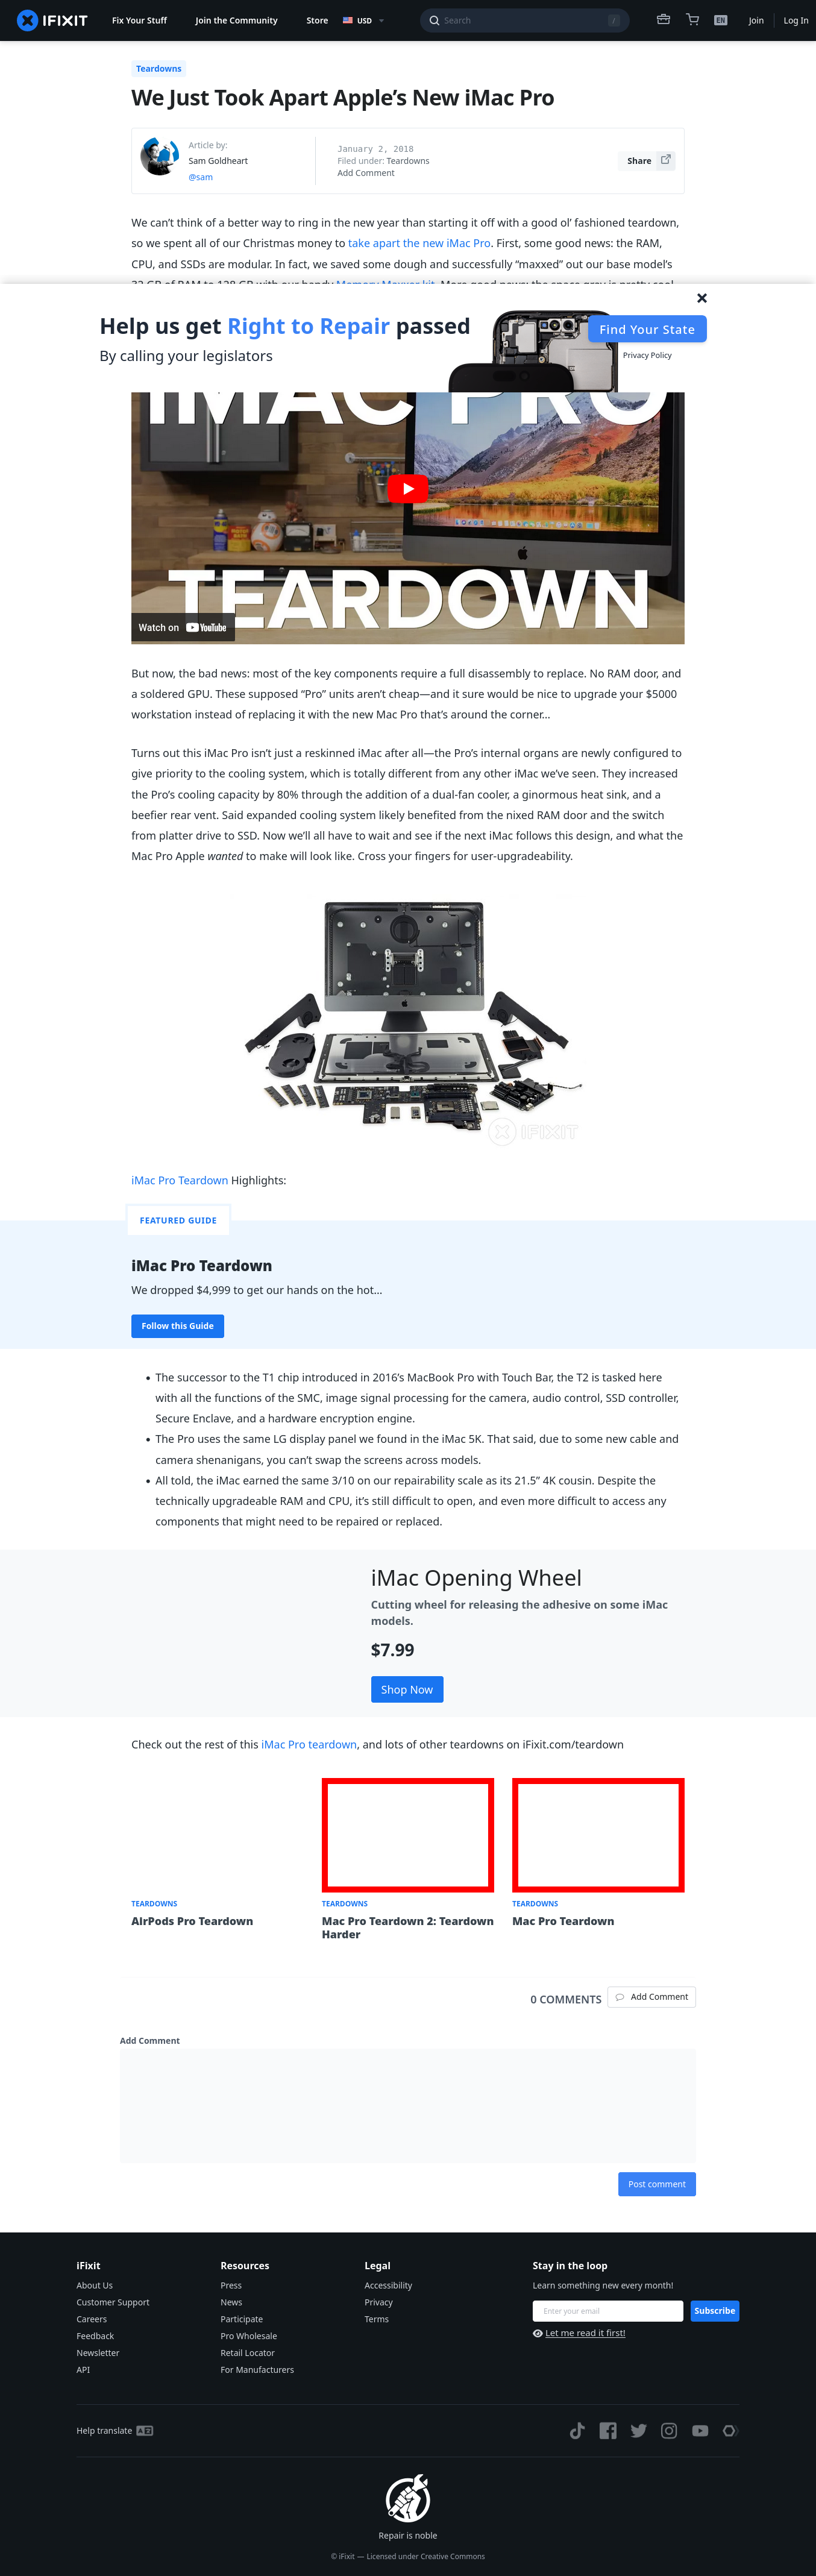 IFIXIT
Fix Your Stuff
Join the Community
Store
USD
Search
/
EN
Join
Log In
Teardowns
We Just Took Apart Apple’s New iMac Pro
Article by:
Sam Goldheart
@sam
January 2, 2018
Filed under: Teardowns
Add Comment
Share
We can’t think of a better way to ring in the new year than starting it off with a good ol’ fashioned teardown,
so we spent all of our Christmas money to take apart the new iMac Pro. First, some good news: the RAM,
CPU, and SSDs are modular. In fact, we saved some dough and successfully “maxxed” out our base model’s
32 GB of RAM to 128 GB with our handy Memory Maxxer kit. More good news: the space gray is pretty cool
Help us get Right to Repair passed
By calling your legislators
Find Your State
Privacy Policy
IMAC PRO
TEARDOWN
Watch on YouTube
But now, the bad news: most of the key components require a full disassembly to replace. No RAM door, and
a soldered GPU. These supposed “Pro” units aren’t cheap—and it sure would be nice to upgrade your $5000
workstation instead of replacing it with the new Mac Pro that’s around the corner…
Turns out this iMac Pro isn’t just a reskinned iMac after all—the Pro’s internal organs are newly configured to
give priority to the cooling system, which is totally different from any other iMac we’ve seen. They increased
the Pro’s cooling capacity by 80% through the addition of a dual-fan cooler, a ginormous heat sink, and a
beefier rear vent. Said expanded cooling system likely benefited from the nixed RAM door and the switch
from platter drive to SSD. Now we’ll all have to wait and see if the next iMac follows this design, and what the
Mac Pro Apple wanted to make will look like. Cross your fingers for user-upgradeability.
IFIXIT
iMac Pro Teardown Highlights:
FEATURED GUIDE
iMac Pro Teardown
We dropped $4,999 to get our hands on the hot…
Follow this Guide
• The successor to the T1 chip introduced in 2016’s MacBook Pro with Touch Bar, the T2 is tasked here
with all the functions of the SMC, image signal processing for the camera, audio control, SSD controller,
Secure Enclave, and a hardware encryption engine.
• The Pro uses the same LG display panel we found in the iMac 5K. That said, due to some new cable and
camera shenanigans, you can’t swap the screens across models.
• All told, the iMac earned the same 3/10 on our repairability scale as its 21.5” 4K cousin. Despite the
technically upgradeable RAM and CPU, it’s still difficult to open, and even more difficult to access any
components that might need to be repaired or replaced.
iMac Opening Wheel
Cutting wheel for releasing the adhesive on some iMac
models.
$7.99
Shop Now
Check out the rest of this iMac Pro teardown, and lots of other teardowns on iFixit.com/teardown
TEARDOWNS
AirPods Pro Teardown
TEARDOWNS
Mac Pro Teardown 2: Teardown
Harder
TEARDOWNS
Mac Pro Teardown
0 COMMENTS
Add Comment
Add Comment
Post comment
iFixit
About Us
Customer Support
Careers
Feedback
Newsletter
API
Resources
Press
News
Participate
Pro Wholesale
Retail Locator
For Manufacturers
Legal
Accessibility
Privacy
Terms
Stay in the loop
Learn something new every month!
Enter your email
Subscribe
Let me read it first!
Help translate
Repair is noble
© iFixit — Licensed under Creative Commons